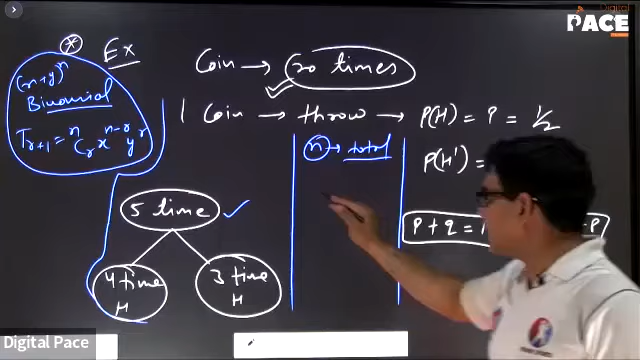 Digital
PACE
Ex
Coin → 20 times
(x+y)^n
Binomial
T_{r+1} = ^nC_r x^{n-r} y^r
1 Coin → throw → P(H) = P = 1/2
n → total
P(H') =
5 time ✓
P + q =
- P
4 time
H
3 time
H
Digital Pace